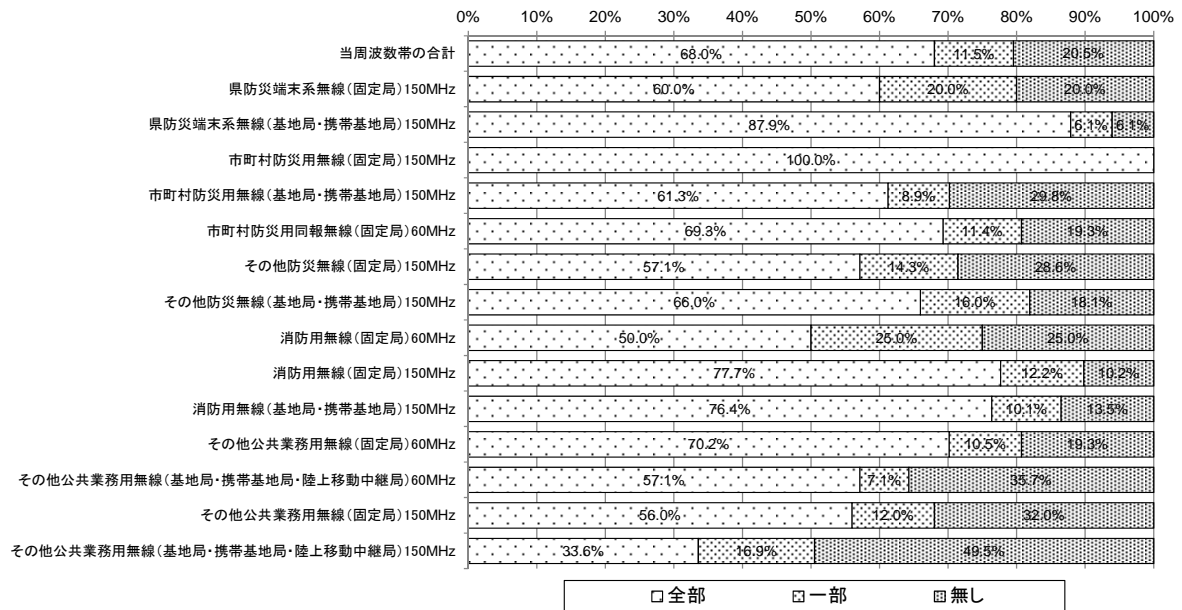 0% 10% 20% 30% 40% 50% 60% 70% 80% 90% 100%
当周波数帯の合計 68.0% 11.5% 20.5%
県防災端末系無線(固定局)150MHz 60.0% 20.0% 20.0%
県防災端末系無線(基地局・携帯基地局)150MHz 87.9% 6.1% 6.1%
市町村防災用無線(固定局)150MHz 100.0%
市町村防災用無線(基地局・携帯基地局)150MHz 61.3% 8.9% 29.8%
市町村防災用同報無線(固定局)60MHz 69.3% 11.4% 19.3%
その他防災無線(固定局)150MHz 57.1% 14.3% 28.6%
その他防災無線(基地局・携帯基地局)150MHz 66.0% 16.0% 18.1%
消防用無線(固定局)60MHz 50.0% 25.0% 25.0%
消防用無線(固定局)150MHz 77.7% 12.2% 10.2%
消防用無線(基地局・携帯基地局)150MHz 76.4% 10.1% 13.5%
その他公共業務用無線(固定局)60MHz 70.2% 10.5% 19.3%
その他公共業務用無線(基地局・携帯基地局・陸上移動中継局)60MHz 57.1% 7.1% 35.7%
その他公共業務用無線(固定局)150MHz 56.0% 12.0% 32.0%
その他公共業務用無線(基地局・携帯基地局・陸上移動中継局)150MHz 33.6% 16.9% 49.5%
全部 一部 無し